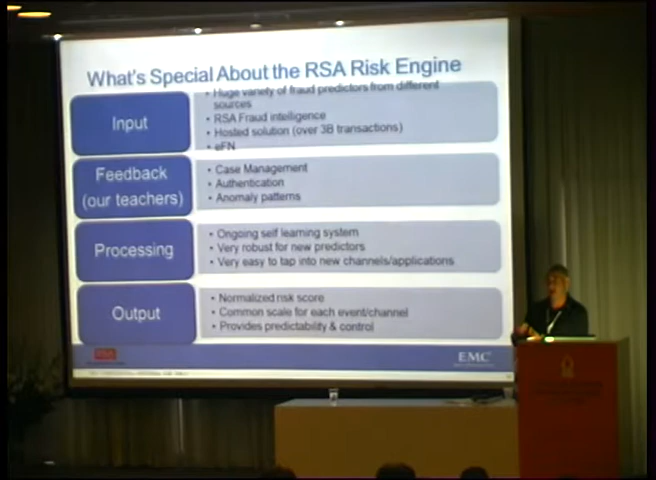 What's Special About the RSA Risk Engine
Input
• Huge variety of fraud predictors from different
sources
• RSA Fraud intelligence
• Hosted solution (over 3B transactions)
• eFN
Feedback
(our teachers)
• Case Management
• Authentication
• Anomaly patterns
Processing
• Ongoing self learning system
• Very robust for new predictors
• Very easy to tap into new channels/applications
Output
• Normalized risk score
• Common scale for each event/channel
• Provides predictability & control
RSA
EMC